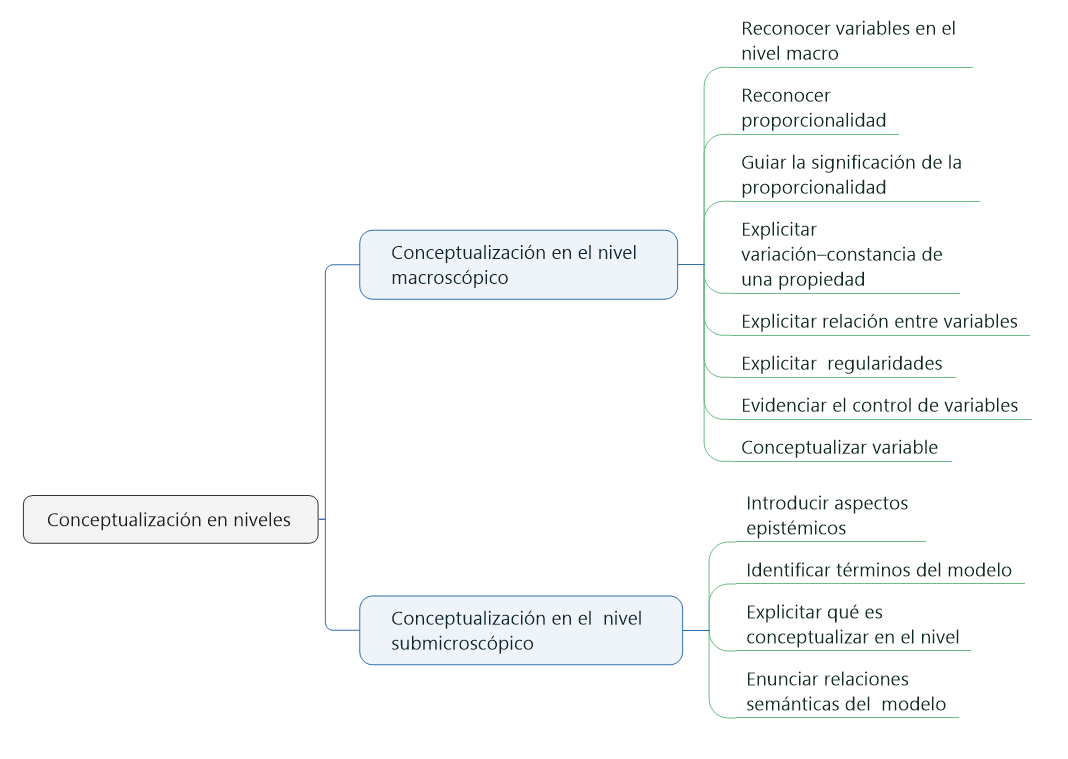 Reconocer variables en el
nivel macro
Reconocer
proporcionalidad
Guiar la significación de la
proporcionalidad
Explicitar
variación–constancia de
una propiedad
Explicitar relación entre variables
Explicitar  regularidades
Evidenciar el control de variables
Conceptualizar variable
Conceptualización en el nivel
macroscópico
Conceptualización en niveles
Conceptualización en el  nivel
submicroscópico
Introducir aspectos
epistémicos
Identificar términos del modelo
Explicitar qué es
conceptualizar en el nivel
Enunciar relaciones
semánticas del  modelo